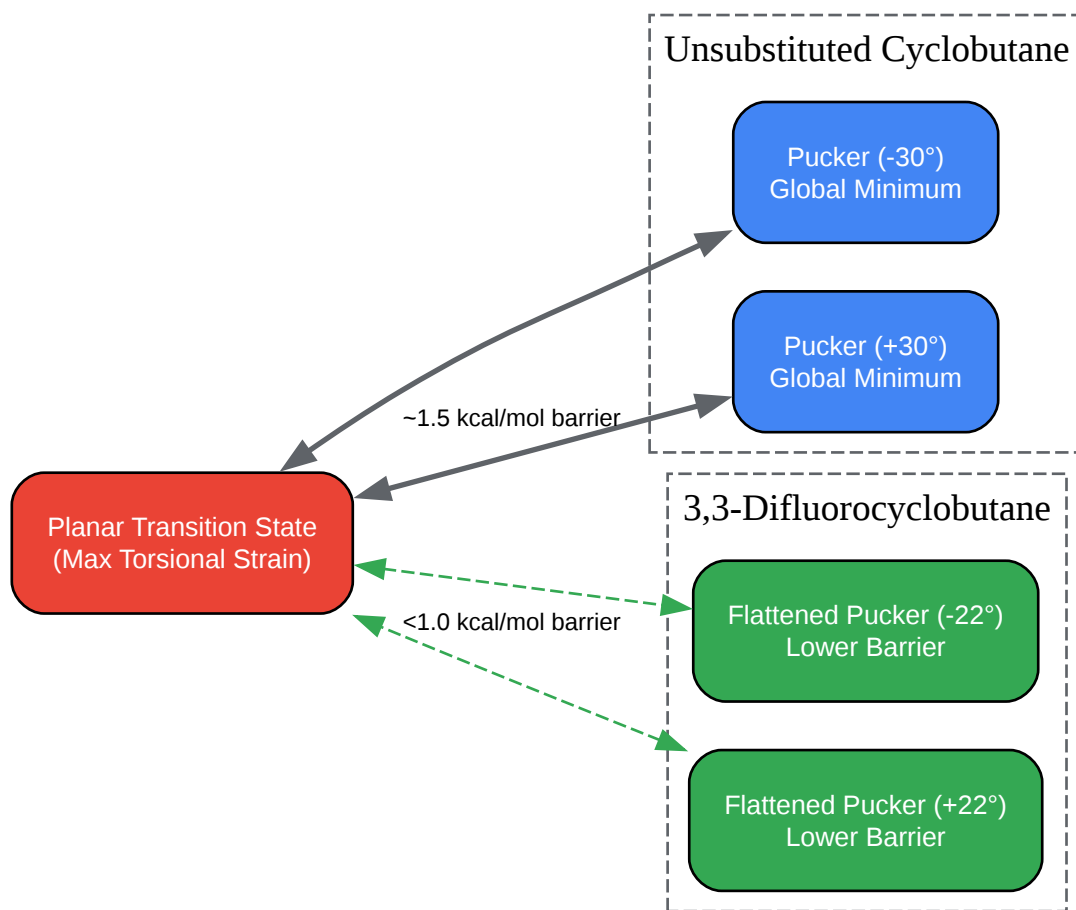 Unsubstituted Cyclobutane
Pucker (-30°)
Global Minimum
Pucker (+30°)
Global Minimum
~1.5 kcal/mol barrier
Planar Transition State
(Max Torsional Strain)
3,3-Difluorocyclobutane
<1.0 kcal/mol barrier
Flattened Pucker (-22°)
Lower Barrier
Flattened Pucker (+22°)
Lower Barrier